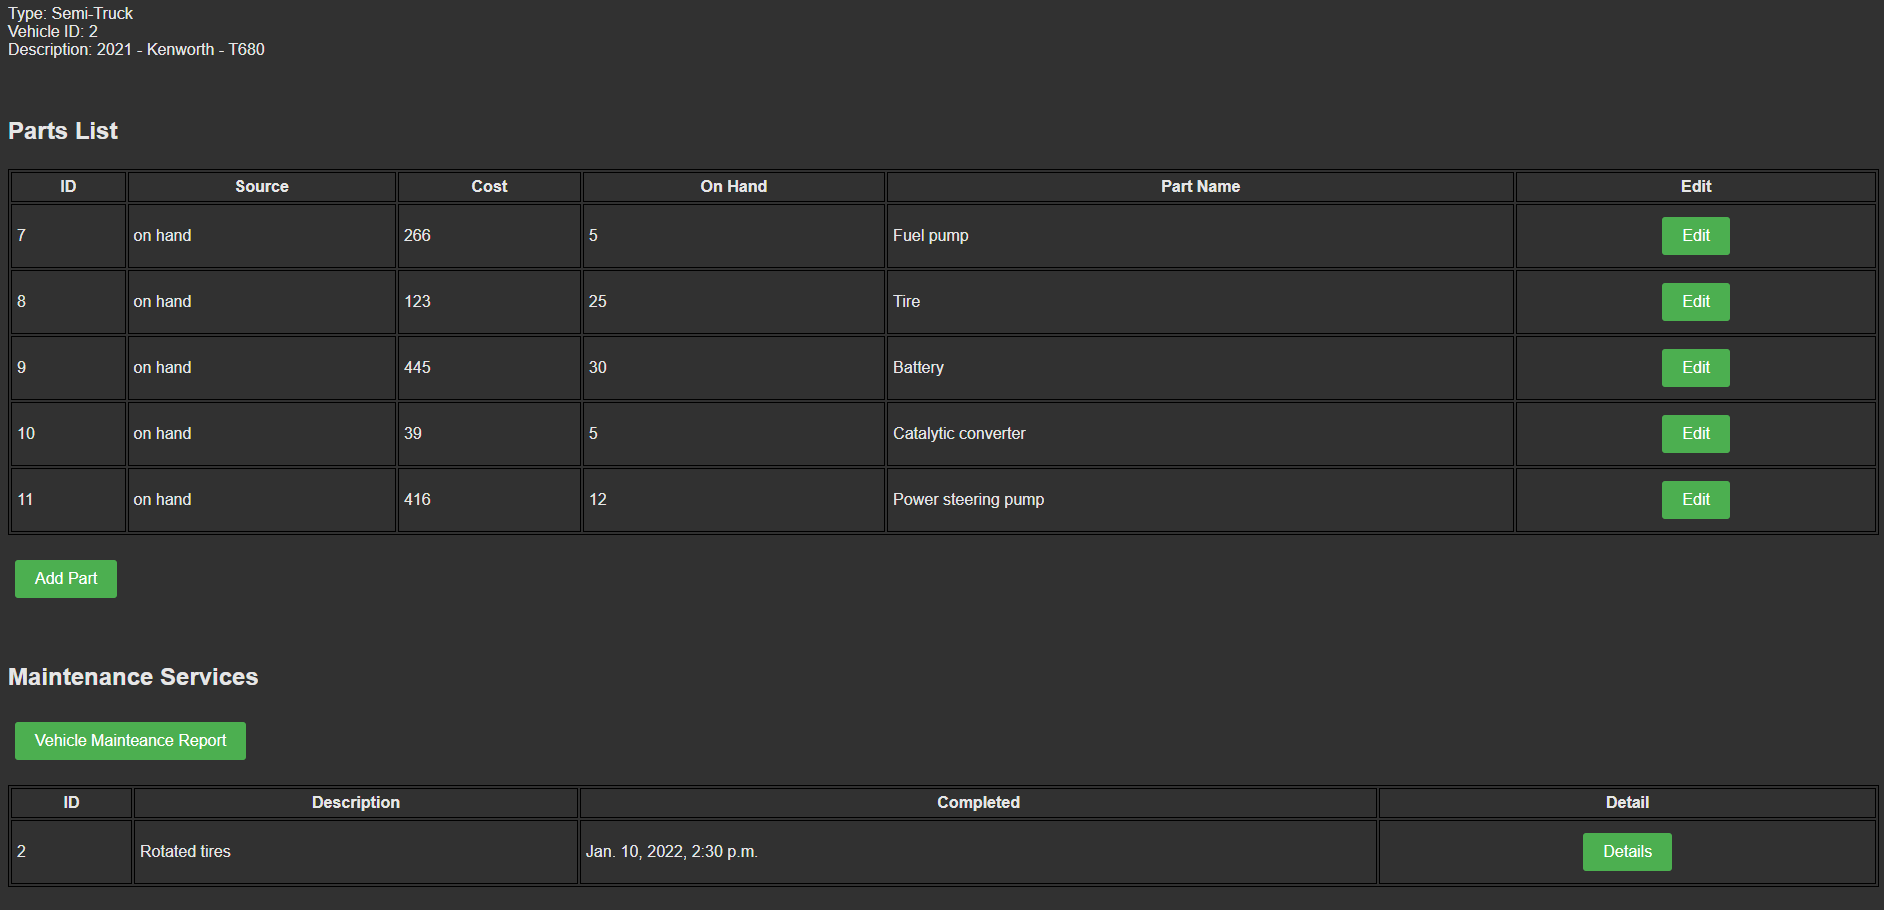 Type: Semi-Truck
Vehicle ID: 2
Description: 2021 - Kenworth - T680
Parts List
ID Source Cost On Hand Part Name Edit
7 on hand 266 5 Fuel pump Edit
8 on hand 123 25 Tire Edit
9 on hand 445 30 Battery Edit
10 on hand 39 5 Catalytic converter Edit
11 on hand 416 12 Power steering pump Edit
Add Part
Maintenance Services
Vehicle Mainteance Report
ID Description Completed Detail
2 Rotated tires Jan. 10, 2022, 2:30 p.m. Details